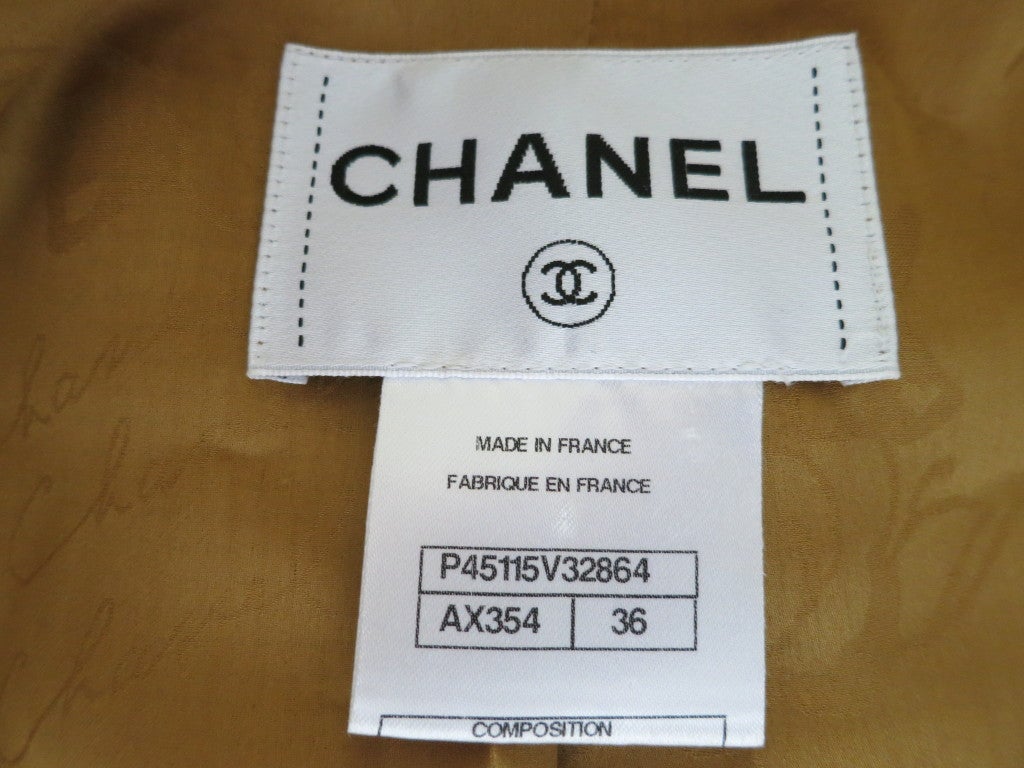 CHANEL
MADE IN FRANCE
FABRIQUE EN FRANCE
P45115V32864
AX354 36
COMPOSITION